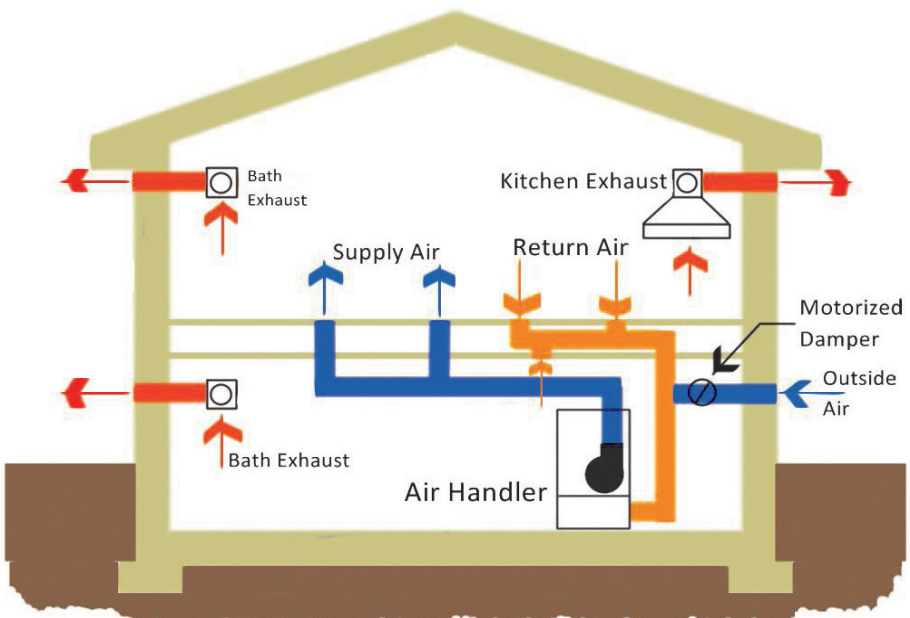 Bath
Exhaust
Kitchen Exhaust
Supply Air
Return Air
Motorized
Damper
Outside
Air
Bath Exhaust
Air Handler